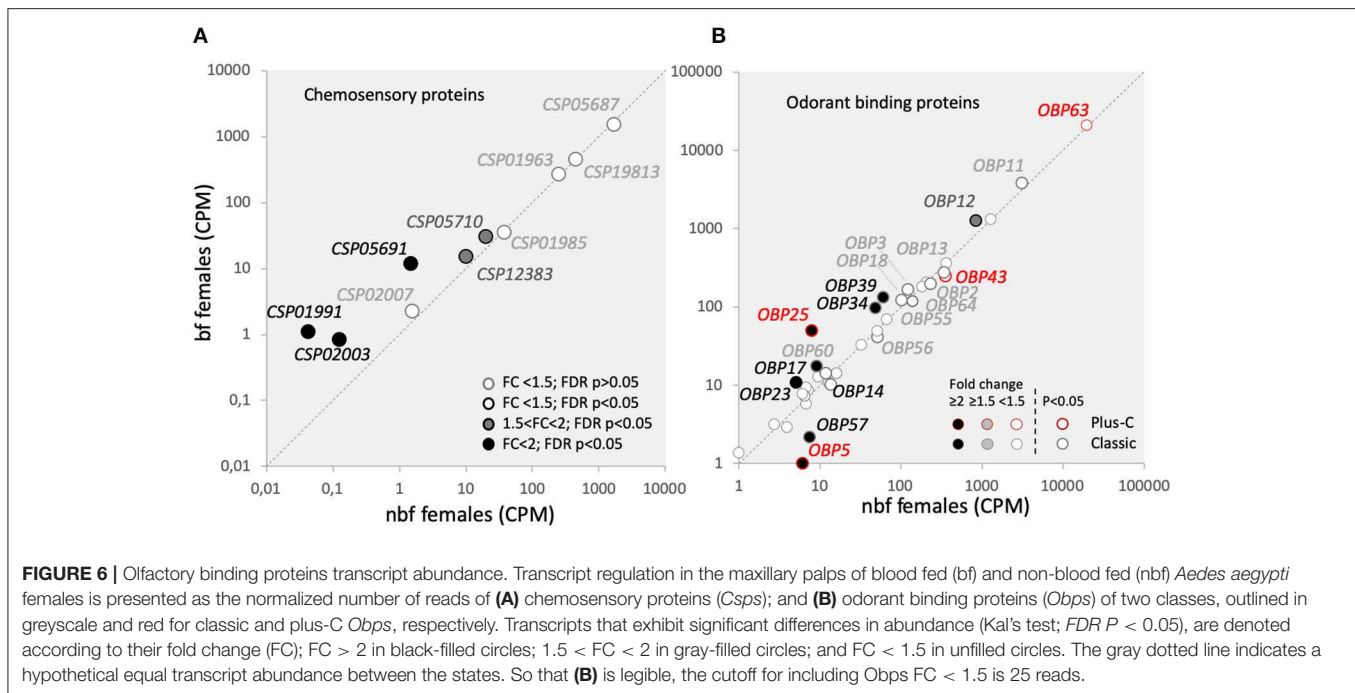 A
B
Chemosensory proteins
10000
1000
100
10
1
0,1
0,01
0,01
0,1
1
10
100
1000
10000
bf females (CPM)
nbf females (CPM)
CSP05687
CSP01963
CSP19813
CSP05710
CSP01985
CSP05691
CSP12383
CSP02007
CSP01991
CSP02003
FC <1.5; FDR p>0.05
FC <1.5; FDR p<0.05
1.5<FC<2; FDR p<0.05
FC<2; FDR p<0.05
Odorant binding proteins
100000
10000
1000
100
10
1
1
10
100
1000
10000
100000
nbf females (CPM)
OBP63
OBP11
OBP12
OBP3
OBP13
OBP18
OBP43
OBP39
OBP2
OBP34
OBP64
OBP25
OBP55
OBP60
OBP56
OBP17
OBP14
OBP23
OBP57
OBP5
Fold change
≥2 ≥1.5 <1.5
P<0.05
Plus-C
Classic
FIGURE 6 | Olfactory binding proteins transcript abundance. Transcript regulation in the maxillary palps of blood fed (bf) and non-blood fed (nbf) Aedes aegypti
females is presented as the normalized number of reads of (A) chemosensory proteins (Csps); and (B) odorant binding proteins (Obps) of two classes, outlined in
greyscale and red for classic and plus-C Obps, respectively. Transcripts that exhibit significant differences in abundance (Kal's test; FDR P < 0.05), are denoted
according to their fold change (FC); FC > 2 in black-filled circles; 1.5 < FC < 2 in gray-filled circles; and FC < 1.5 in unfilled circles. The gray dotted line indicates a
hypothetical equal transcript abundance between the states. So that (B) is legible, the cutoff for including Obps FC < 1.5 is 25 reads.